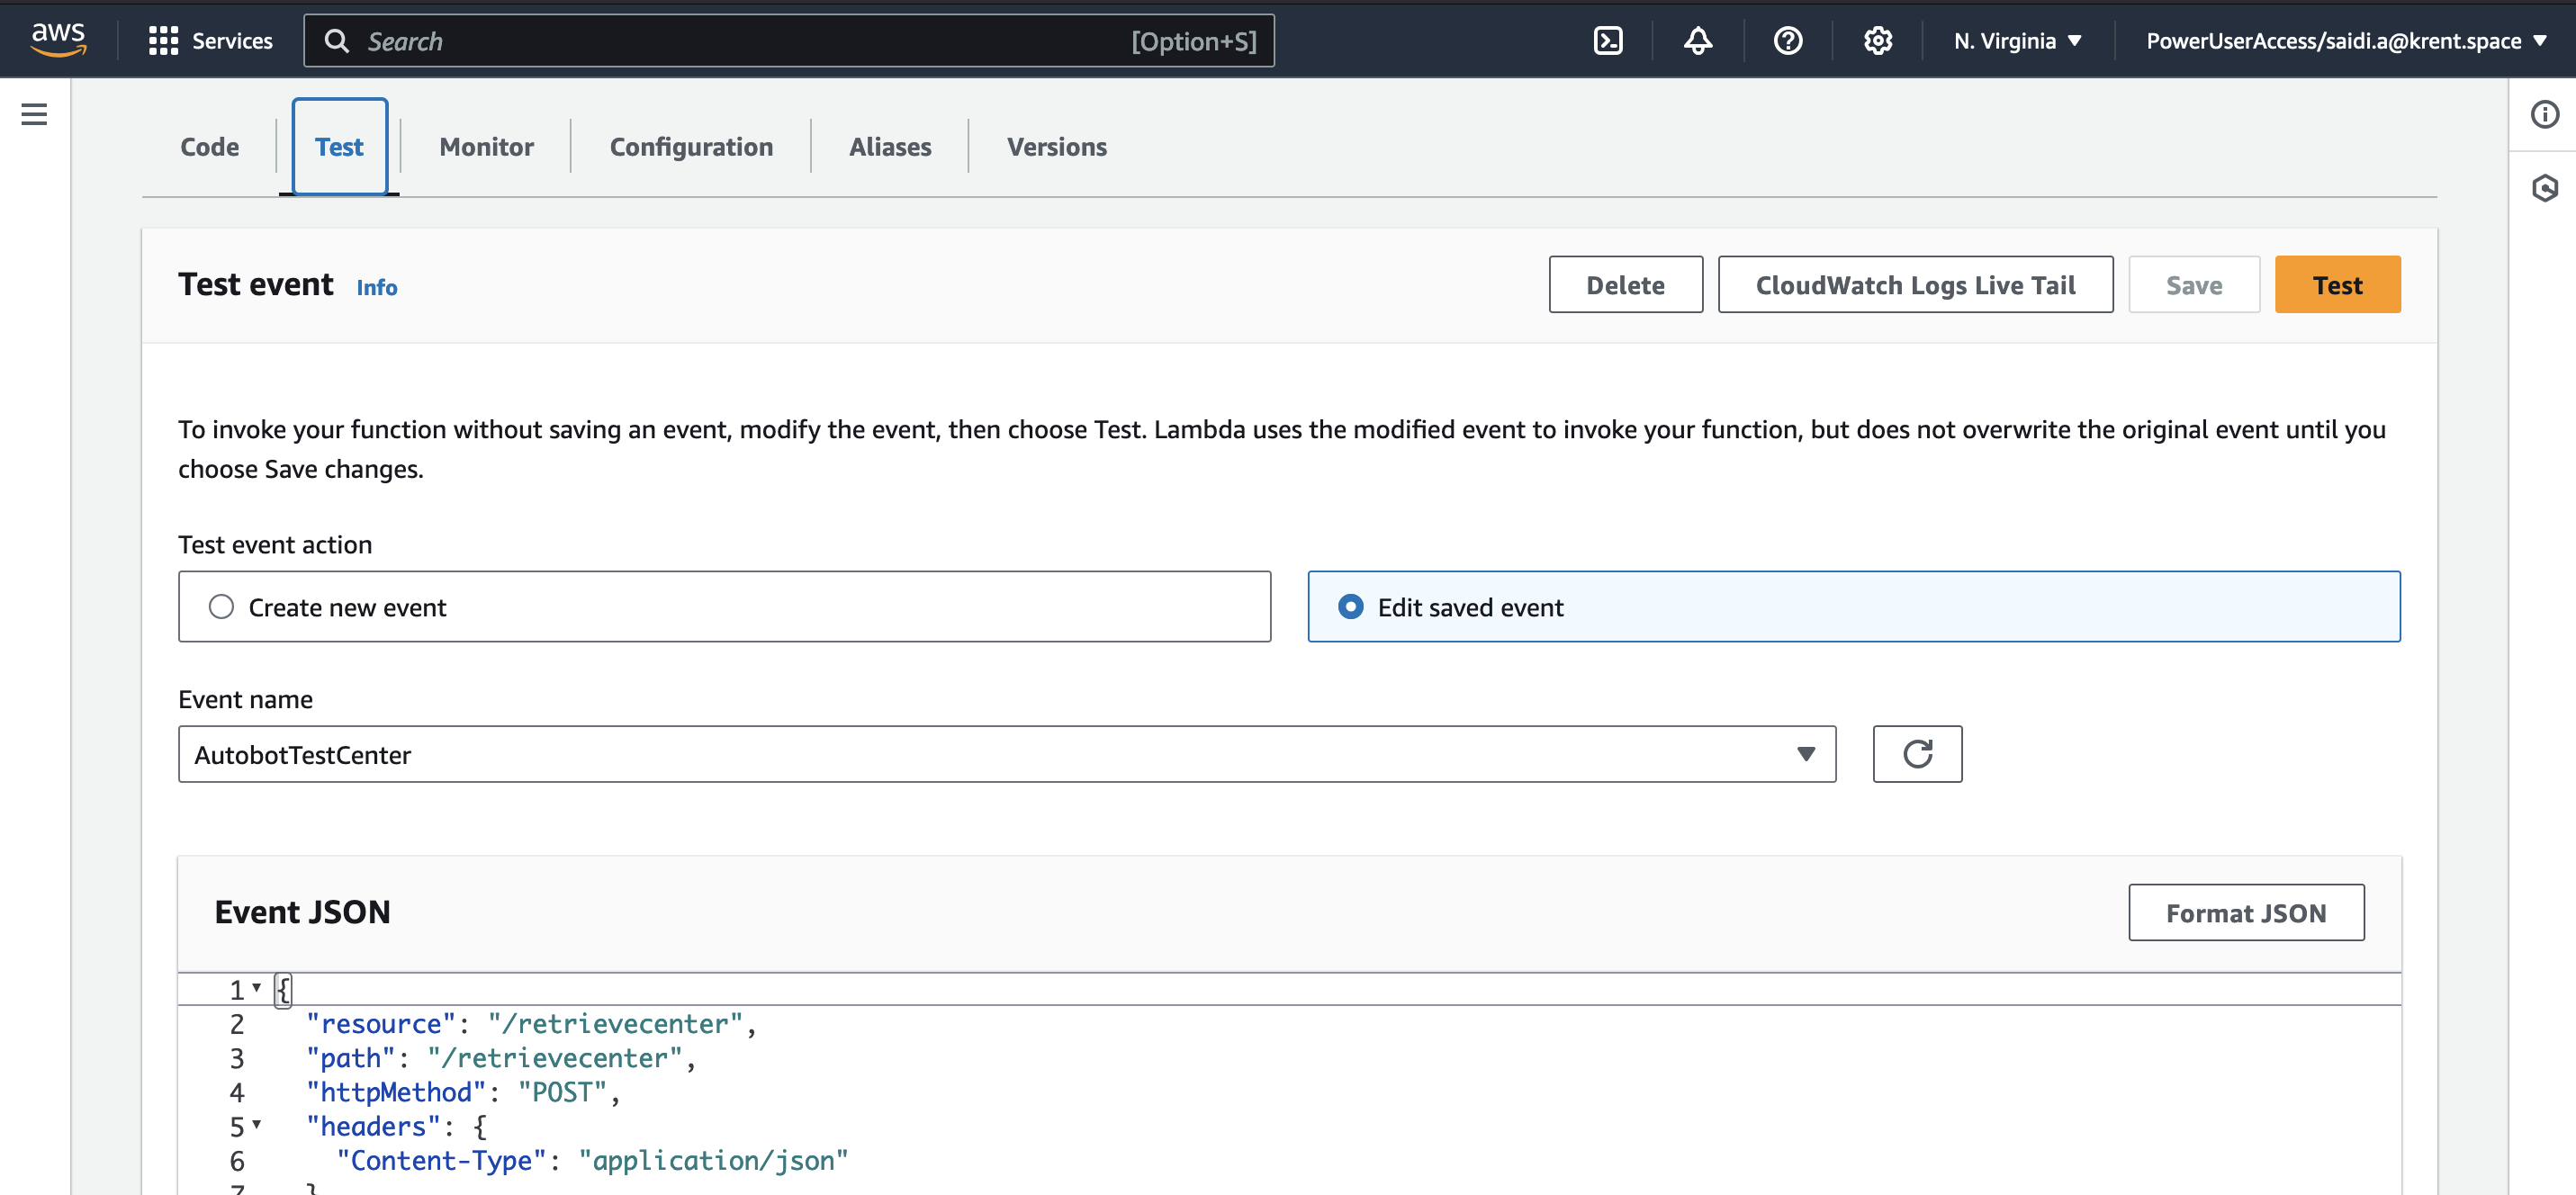 aws
Services
Search
[Option+S]
N. Virginia
PowerUserAccess/saidi.a@krent.space
Code
Test
Monitor
Configuration
Aliases
Versions
Test event
Info
Delete
CloudWatch Logs Live Tail
Save
Test
To invoke your function without saving an event, modify the event, then choose Test. Lambda uses the modified event to invoke your function, but does not overwrite the original event until you
choose Save changes.
Test event action
Create new event
Edit saved event
Event name
AutobotTestCenter
Event JSON
Format JSON
1 {
2 "resource": "/retrievecenter",
3 "path": "/retrievecenter",
4 "httpMethod": "POST",
5 "headers": {
6 "Content-Type": "application/json"
7 }